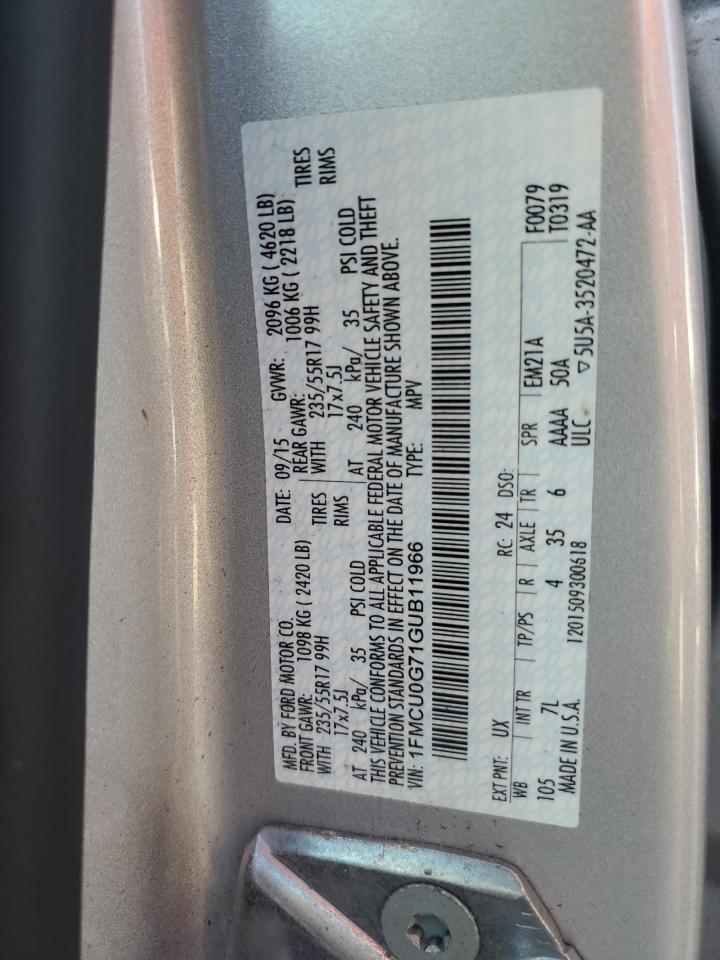 MFD. BY FORD MOTOR CO.
DATE: 09/15 GVWR: 2096 KG ( 4620 LB)
FRONT GAWR: 1098 KG ( 2420 LB) REAR GAWR: 1006 KG ( 2218 LB)
WITH 235/55R17 99H TIRES WITH 235/55R17 99H TIRES
17x7.5J RIMS 17x7.5J RIMS
AT 240 kPa/ 35 PSI COLD AT 240 kPa/ 35 PSI COLD
THIS VEHICLE CONFORMS TO ALL APPLICABLE FEDERAL MOTOR VEHICLE SAFETY AND THEFT
PREVENTION STANDARDS IN EFFECT ON THE DATE OF MANUFACTURE SHOWN ABOVE.
VIN: 1FMCU0G71GUB11966 TYPE: MPV
EXT PNT: UX RC: 24 DSO: F0079
WB INT TR TP/PS R AXLE TR SPR EM21A T0319
105 7L 4 35 6 AAAA 50A
MADE IN U.S.A. 1201509300618 ULC ▽5U5A-3520472-AA